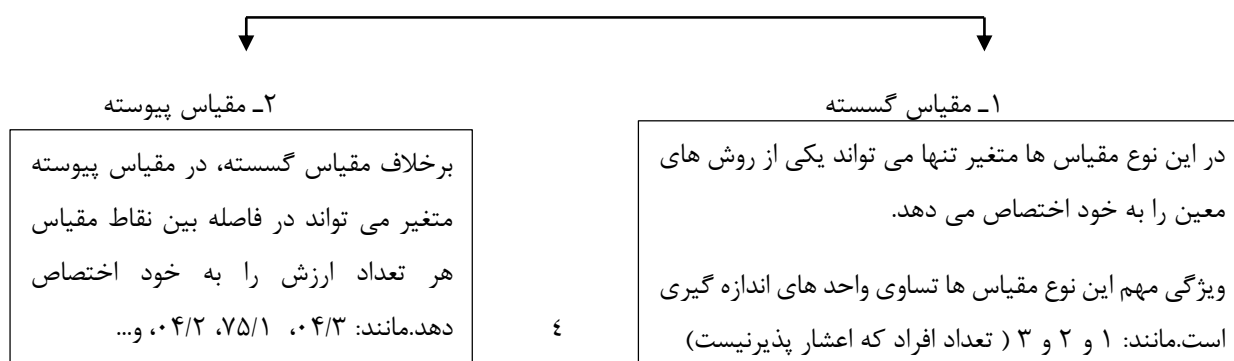 ۱ـ مقیاس گسسته
در این نوع مقیاس ها متغیر تنها می تواند یکی از روش های
معین را به خود اختصاص می دهد.
ویژگی مهم این نوع مقیاس ها تساوی واحد های اندازه گیری
است.مانند: ۱ و ۲ و ۳ ( تعداد افراد که اعشار پذیرنیست)
۲ـ مقیاس پیوسته
برخلاف مقیاس گسسته، در مقیاس پیوسته
متغیر می تواند در فاصله بین نقاط مقیاس
هر تعداد ارزش را به خود اختصاص
دهد.مانند: ۰۴/۳، ۷۵/۱، ۰۴/۲، و...
٤